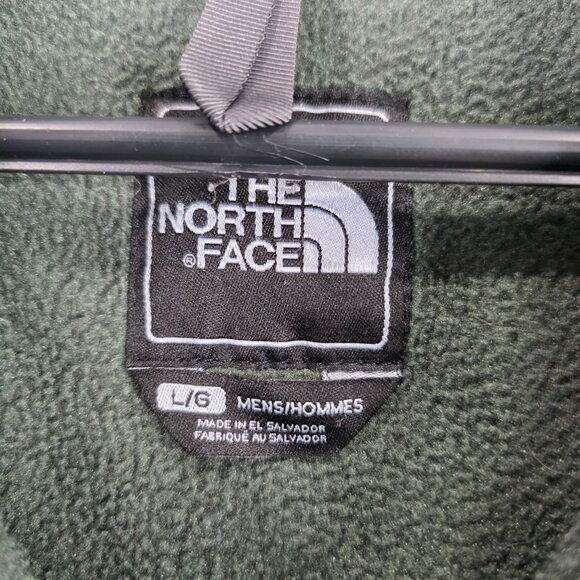 THE
NORTH
®FACE
L/G MENS/HOMMES
MADE IN EL SALVADOR
FABRIQUÉ AU SALVADOR